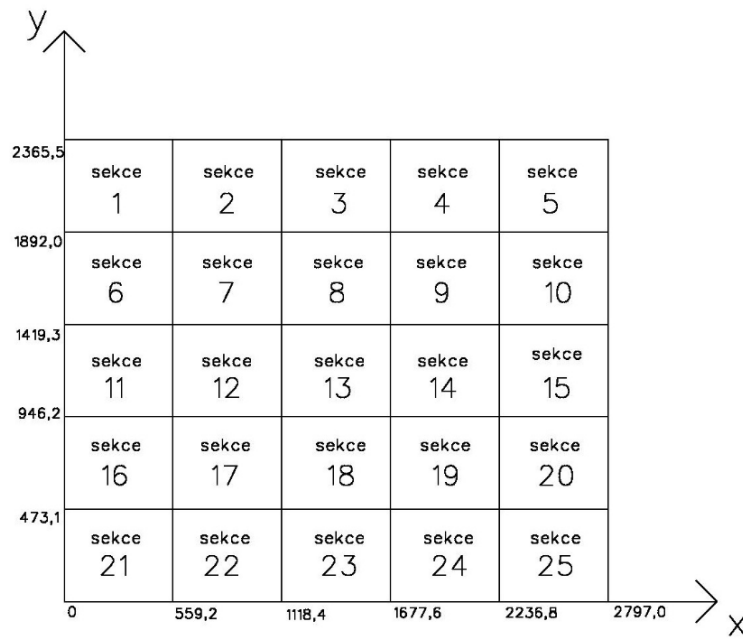 y
2365,5
sekce sekce sekce sekce sekce
1 2 3 4 5
1892,0
sekce sekce sekce sekce sekce
6 7 8 9 10
1419,3
sekce sekce sekce sekce sekce
11 12 13 14 15
946,2
sekce sekce sekce sekce sekce
16 17 18 19 20
473,1
sekce sekce sekce sekce sekce
21 22 23 24 25
0 559,2 1118,4 1677,6 2236,8 2797,0
x